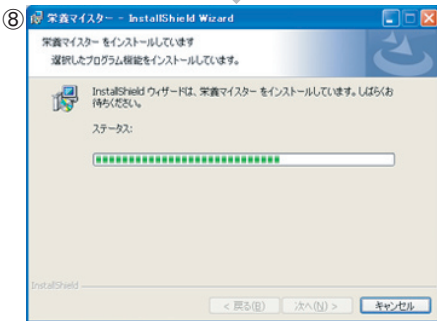 ⑧
栄養マイスター - InstallShield Wizard
栄養マイスター をインストールしています
選択したプログラム機能をインストールしています。
InstallShield ウィザードは、栄養マイスター をインストールしています。しばらくお
待ちください。
ステータス:
InstallShield
< 戻る(B)
次へ(N) >
キャンセル